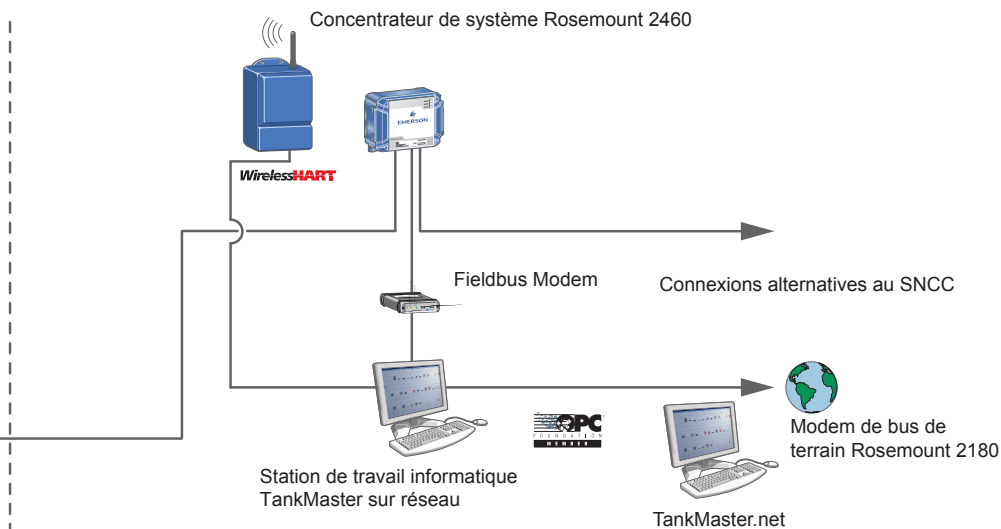 Concentrateur de système Rosemount 2460
EMERSON
WirelessHART
Fieldbus Modem
Connexions alternatives au SNCC
OPC
FOUNDATION
MEMBER
Modem de bus de
terrain Rosemount 2180
Station de travail informatique
TankMaster sur réseau
TankMaster.net